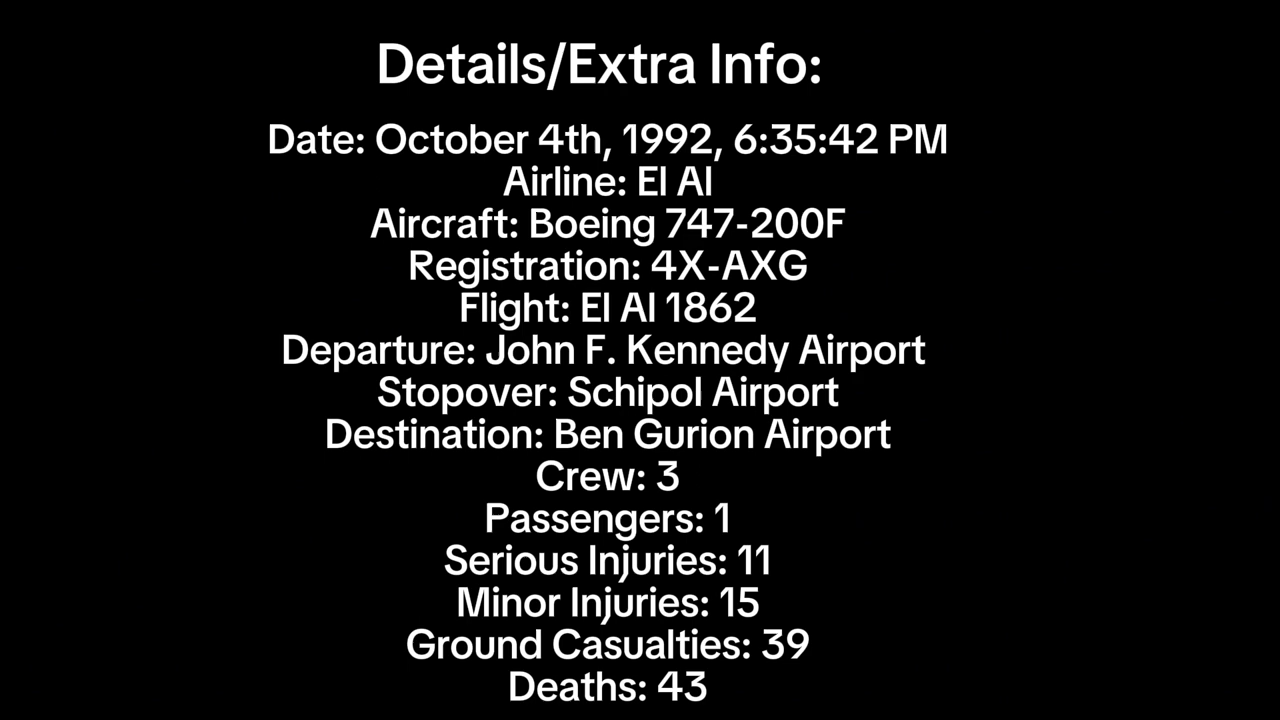 Details/Extra Info:
Date: October 4th, 1992, 6:35:42 PM
Airline: El Al
Aircraft: Boeing 747-200F
Registration: 4X-AXG
Flight: El Al 1862
Departure: John F. Kennedy Airport
Stopover: Schipol Airport
Destination: Ben Gurion Airport
Crew: 3
Passengers: 1
Serious Injuries: 11
Minor Injuries: 15
Ground Casualties: 39
Deaths: 43